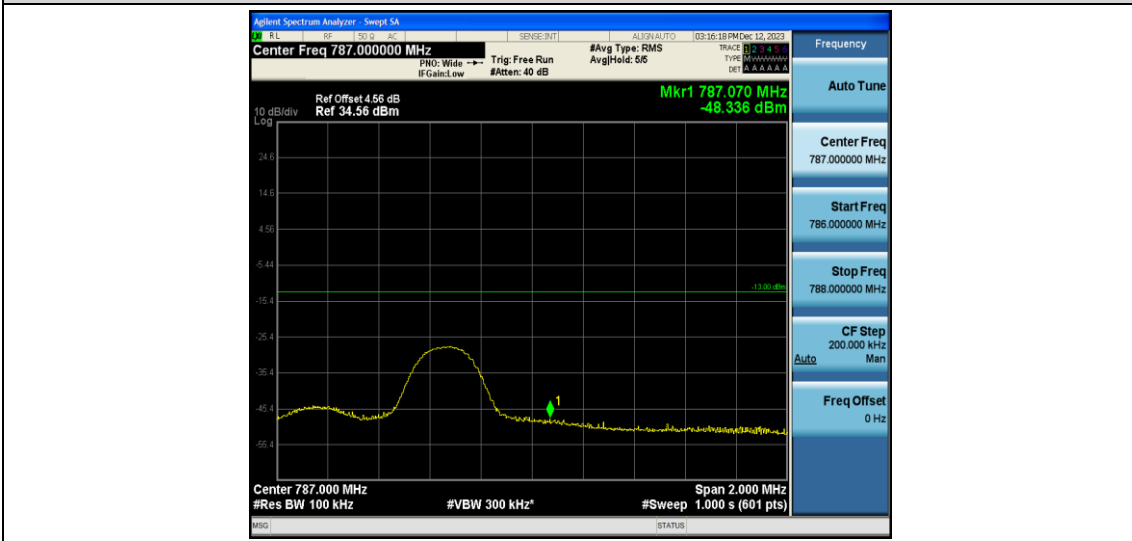 Agilent Spectrum Analyzer - Swept SA
RL RF 50 Ω AC SENSE:INT ALIGN AUTO 03:16:18 PM Dec 12, 2023
Center Freq 787.000000 MHz
PNO: Wide
IFGain:Low
Trig: Free Run
#Atten: 40 dB
#Avg Type: RMS
Avg|Hold: 5/5
TRACE 1 2 3 4 5 6
TYPE M
DET A A A A A A
Mkr1 787.070 MHz
-48.336 dBm
Ref Offset 4.56 dB
10 dB/div Ref 34.56 dBm
Log
24.6
14.6
4.56
-5.44
-15.4
-25.4
-35.4
-45.4
-55.4
-13.00 dBm
1
Center 787.000 MHz Span 2.000 MHz
#Res BW 100 kHz #VBW 300 kHz* #Sweep 1.000 s (601 pts)
MSG STATUS
Frequency
Auto Tune
Center Freq
787.000000 MHz
Start Freq
786.000000 MHz
Stop Freq
788.000000 MHz
CF Step
200.000 kHz
Auto Man
Freq Offset
0 Hz